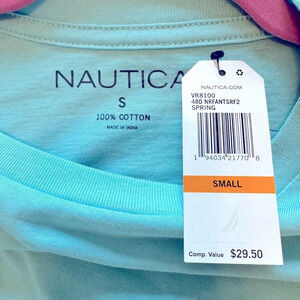 NAUTICA
S
100% COTTON
MADE IN INDIA
NAUTICA.COM
VR8100
480 NRFANTSRF2
SPRING
1 94034 21770 8
SMALL
Comp. Value $29.50